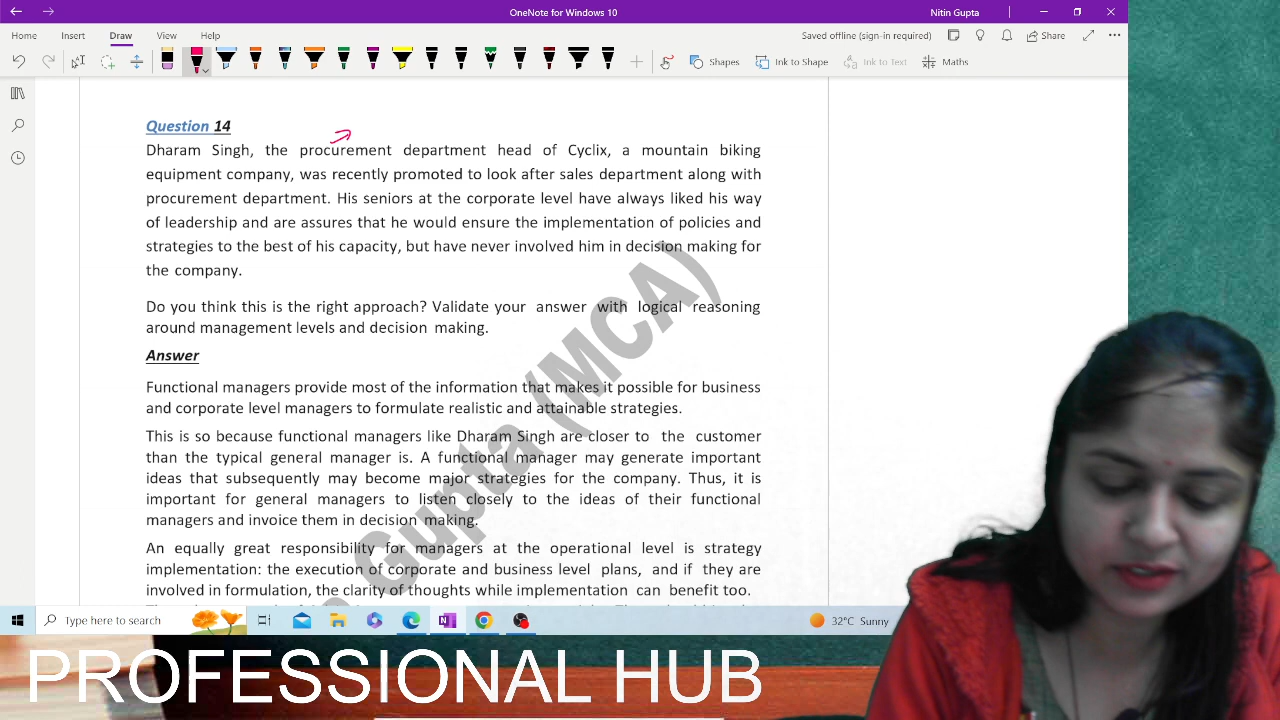 OneNote for Windows 10
Nitin Gupta
Home Insert Draw View Help
Saved offline (sign-in required)
Share
Shapes
Ink to Shape
Ink to Text
Maths
Question 14
Dharam Singh, the procurement department head of Cyclix, a mountain biking
equipment company, was recently promoted to look after sales department along with
procurement department. His seniors at the corporate level have always liked his way
of leadership and are assures that he would ensure the implementation of policies and
strategies to the best of his capacity, but have never involved him in decision making for
the company.
Do you think this is the right approach? Validate your answer with logical reasoning
around management levels and decision making.
Answer
Functional managers provide most of the information that makes it possible for business
and corporate level managers to formulate realistic and attainable strategies.
This is so because functional managers like Dharam Singh are closer to the customer
than the typical general manager is. A functional manager may generate important
ideas that subsequently may become major strategies for the company. Thus, it is
important for general managers to listen closely to the ideas of their functional
managers and invoice them in decision making.
An equally great responsibility for managers at the operational level is strategy
implementation: the execution of corporate and business level plans, and if they are
involved in formulation, the clarity of thoughts while implementation can benefit too.
Gupta (MCA)
Type here to search
32°C Sunny
PROFESSIONAL HUB